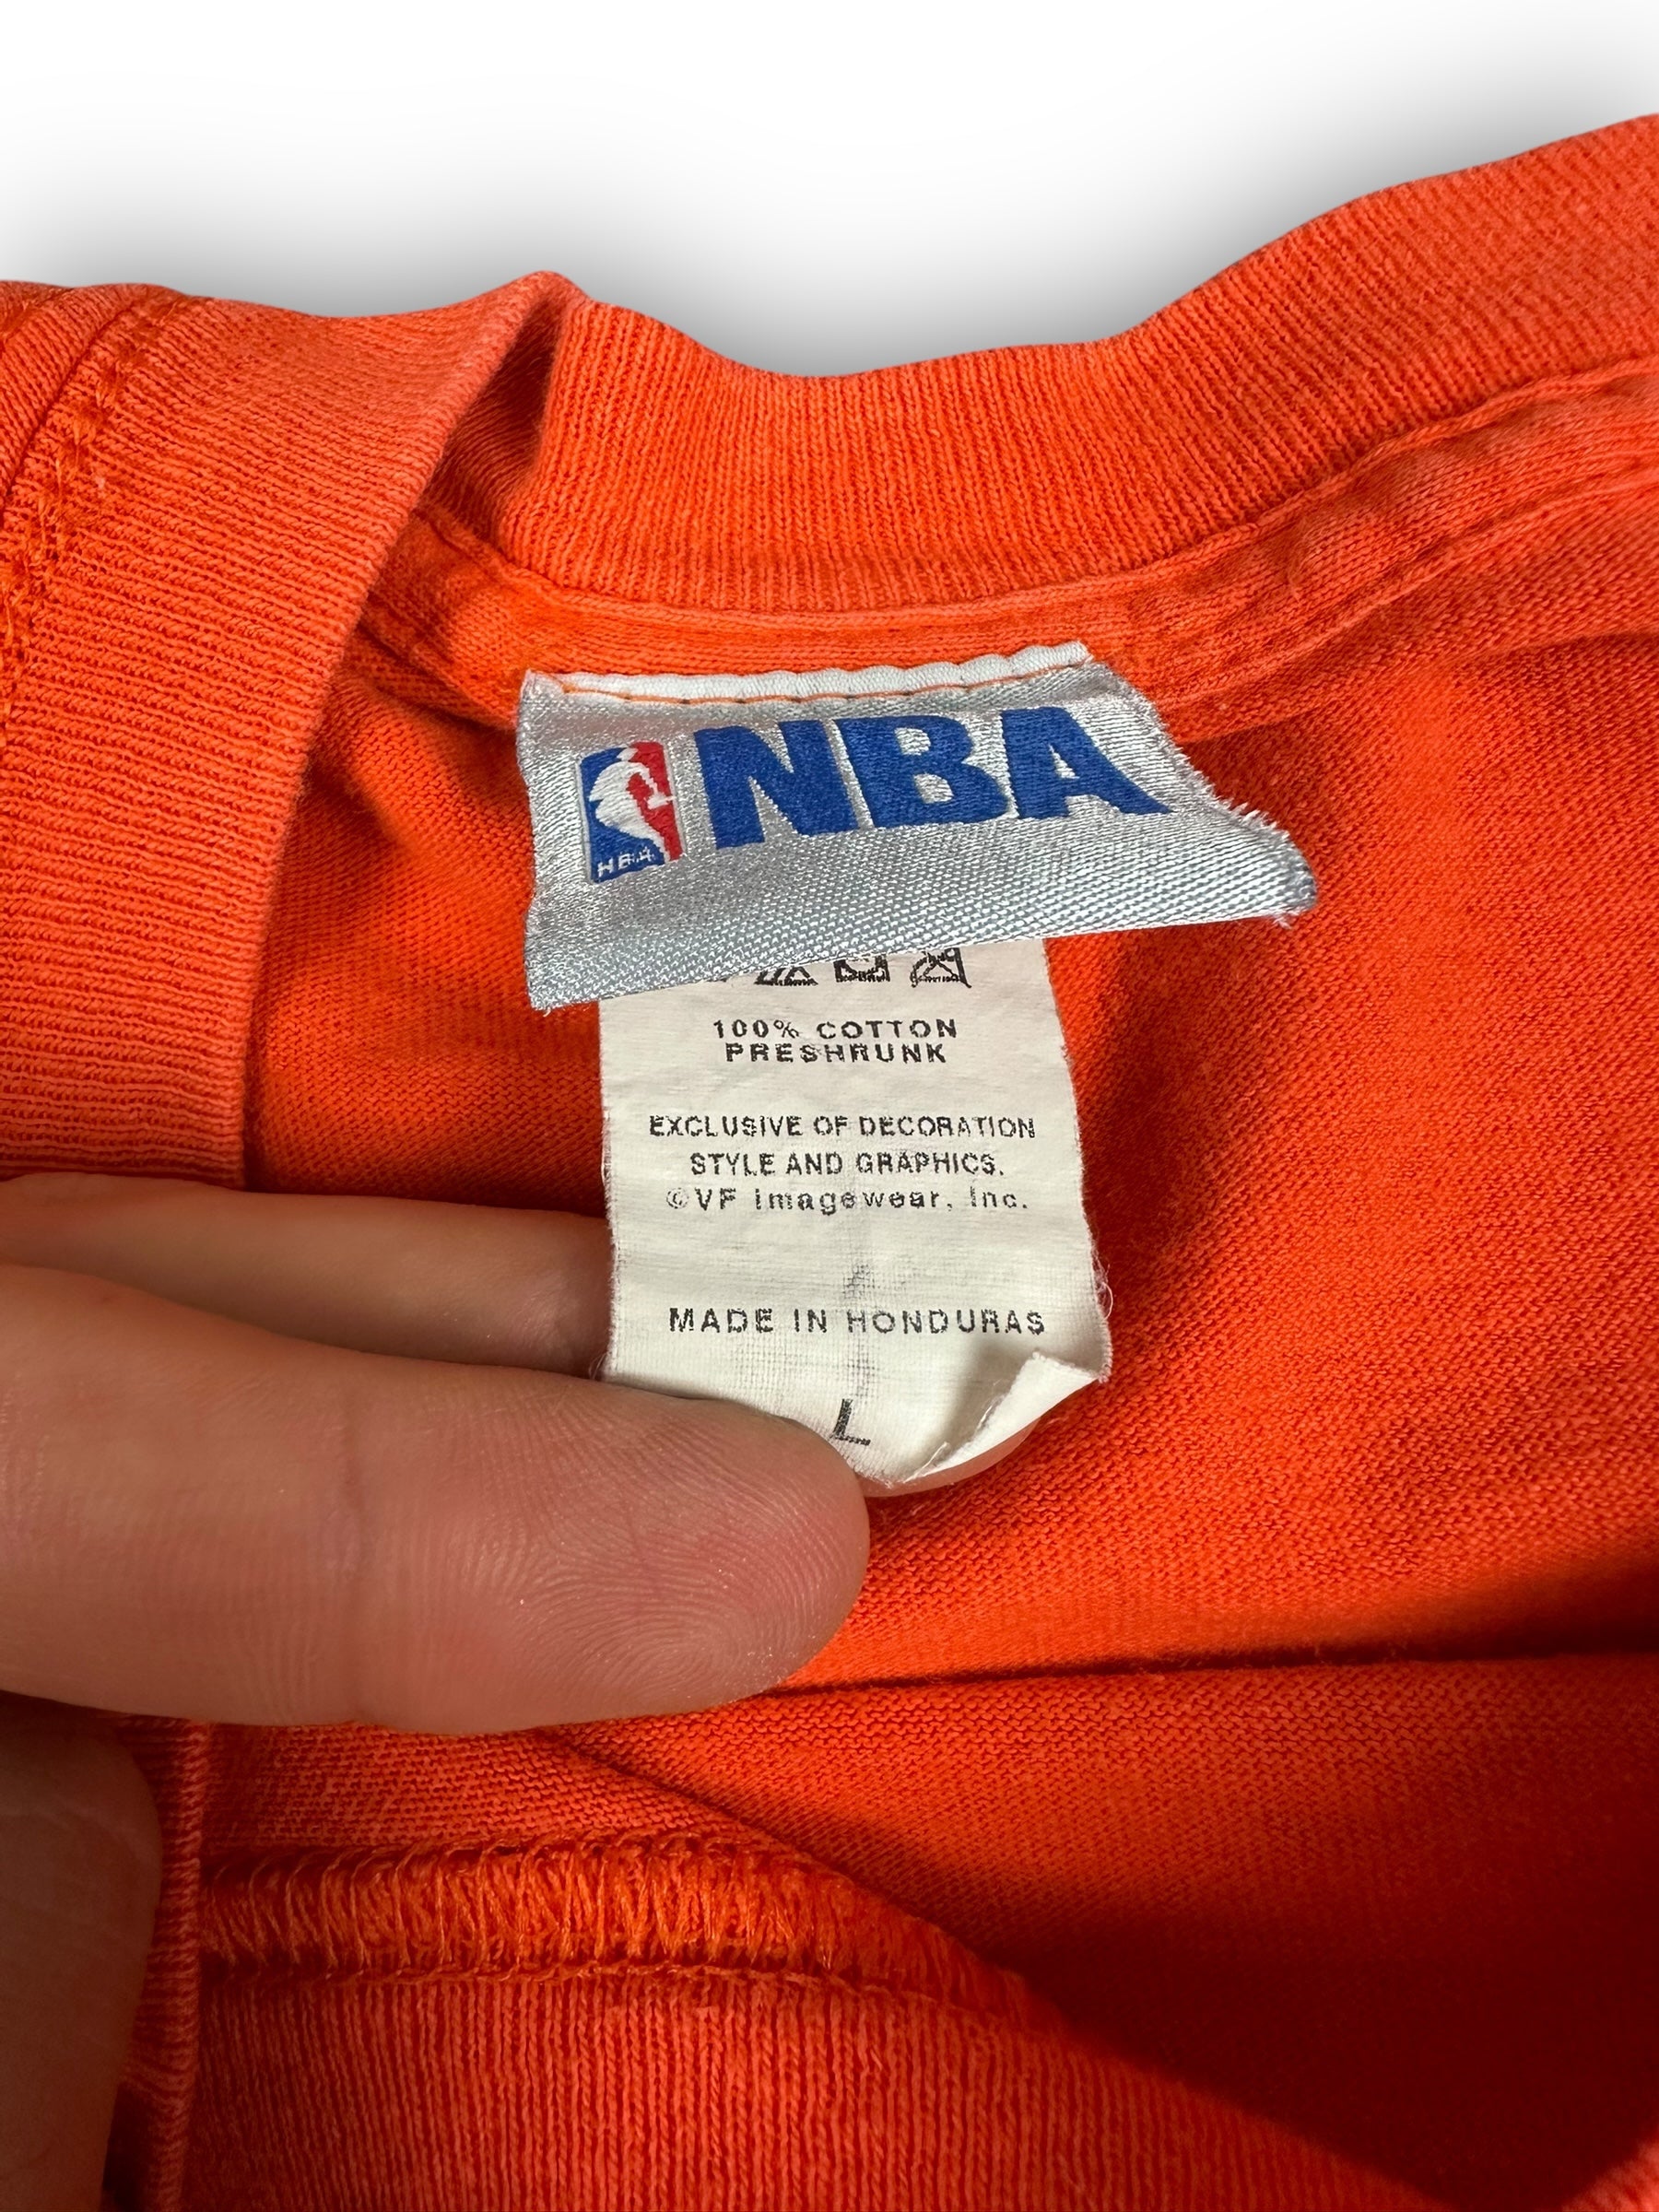 NBA
NBA
100% COTTON
PRESHRUNK
EXCLUSIVE OF DECORATION
STYLE AND GRAPHICS.
©VF Imagewear, Inc.
MADE IN HONDURAS
L